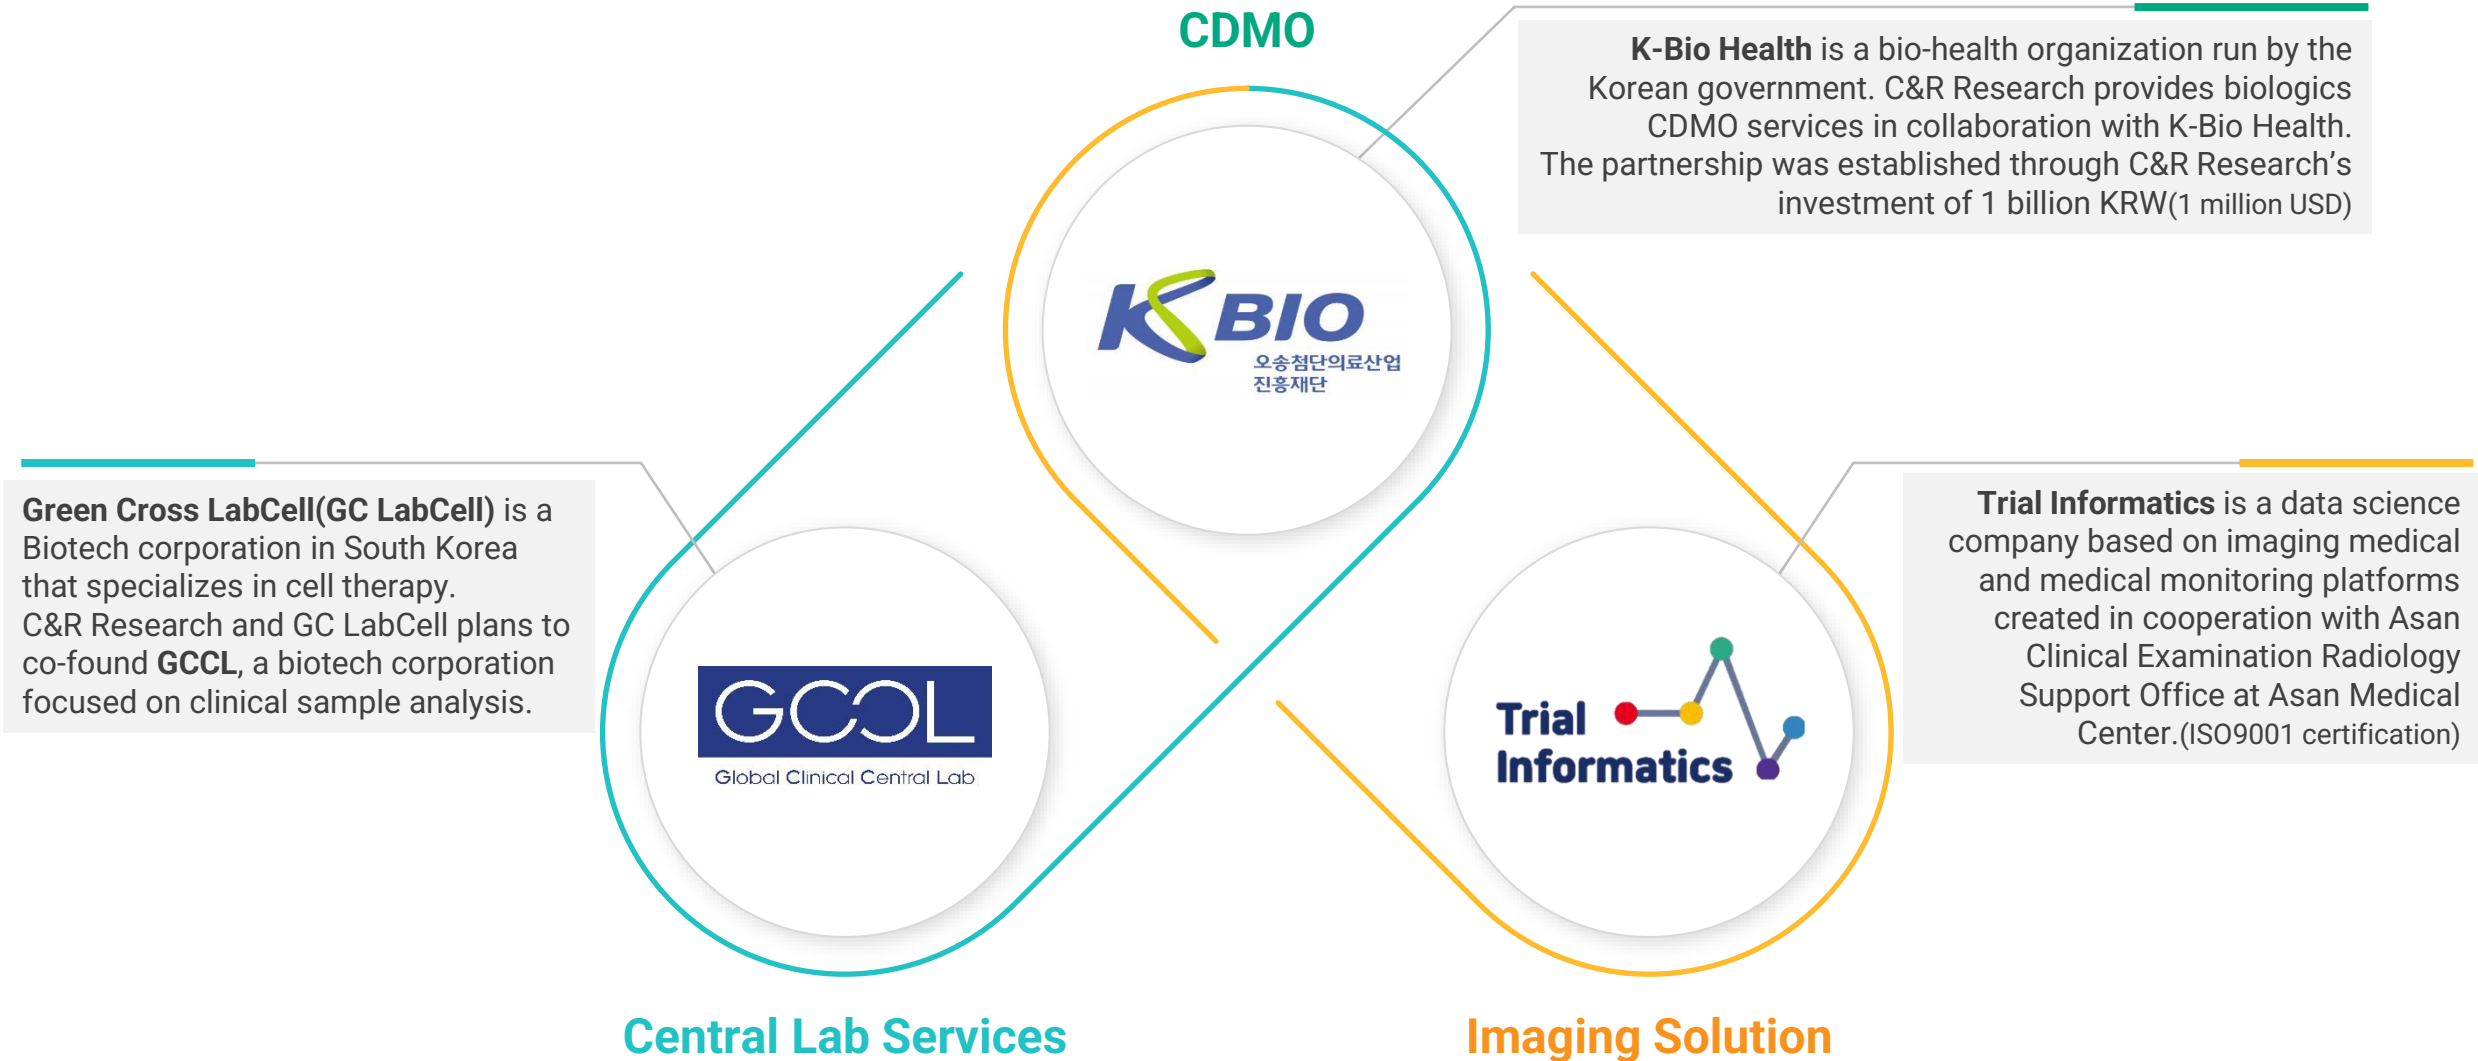 CDMO
K-Bio Health is a bio-health organization run by the
Korean government. C&R Research provides biologics
CDMO services in collaboration with K-Bio Health.
The partnership was established through C&R Research’s
investment of 1 billion KRW(1 million USD)
K BIO
오송첨단의료산업
진흥재단
Green Cross LabCell(GC LabCell) is a
Biotech corporation in South Korea
that specializes in cell therapy.
C&R Research and GC LabCell plans to
co-found GCCL, a biotech corporation
focused on clinical sample analysis.
GCCL
Global Clinical Central Lab
Trial
Informatics
Trial Informatics is a data science
company based on imaging medical
and medical monitoring platforms
created in cooperation with Asan
Clinical Examination Radiology
Support Office at Asan Medical
Center.(ISO9001 certification)
Central Lab Services
Imaging Solution